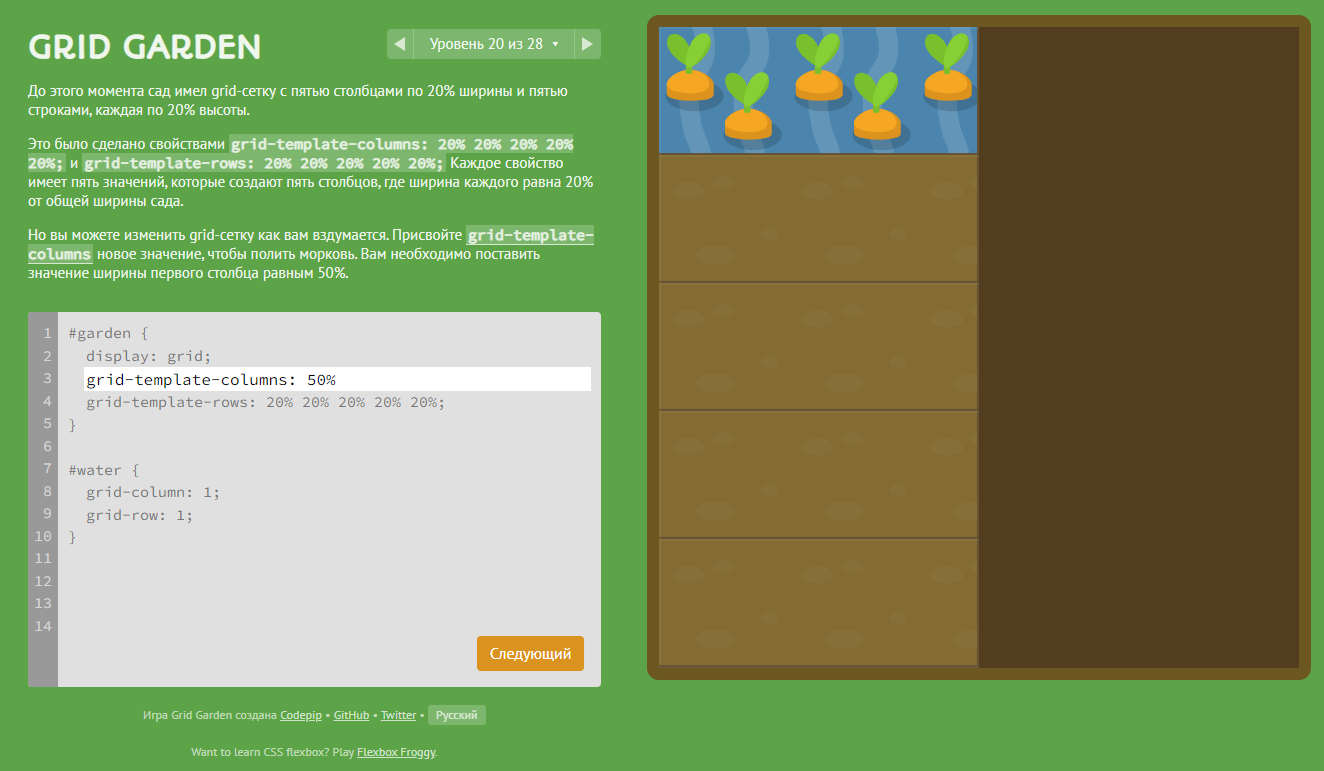 GRID GARDEN
Уровень 20 из 28
До этого момента сад имел grid-сетку с пятью столбцами по 20% ширины и пятью
строками, каждая по 20% высоты.
Это было сделано свойствами grid-template-columns: 20% 20% 20% 20%
20%; и grid-template-rows: 20% 20% 20% 20% 20%; Каждое свойство
имеет пять значений, которые создают пять столбцов, где ширина каждого равна 20%
от общей ширины сада.
Но вы можете изменить grid-сетку как вам вздумается. Присвойте grid-template-
columns новое значение, чтобы полить морковь. Вам необходимо поставить
значение ширины первого столбца равным 50%.
1 #garden {
2 display: grid;
3 grid-template-columns: 50%
4 grid-template-rows: 20% 20% 20% 20% 20%;
5 }
6
7 #water {
8 grid-column: 1;
9 grid-row: 1;
10 }
11
12
13
14
Следующий
Игра Grid Garden создана Codepip • GitHub • Twitter • Русский
Want to learn CSS flexbox? Play Flexbox Froggy.